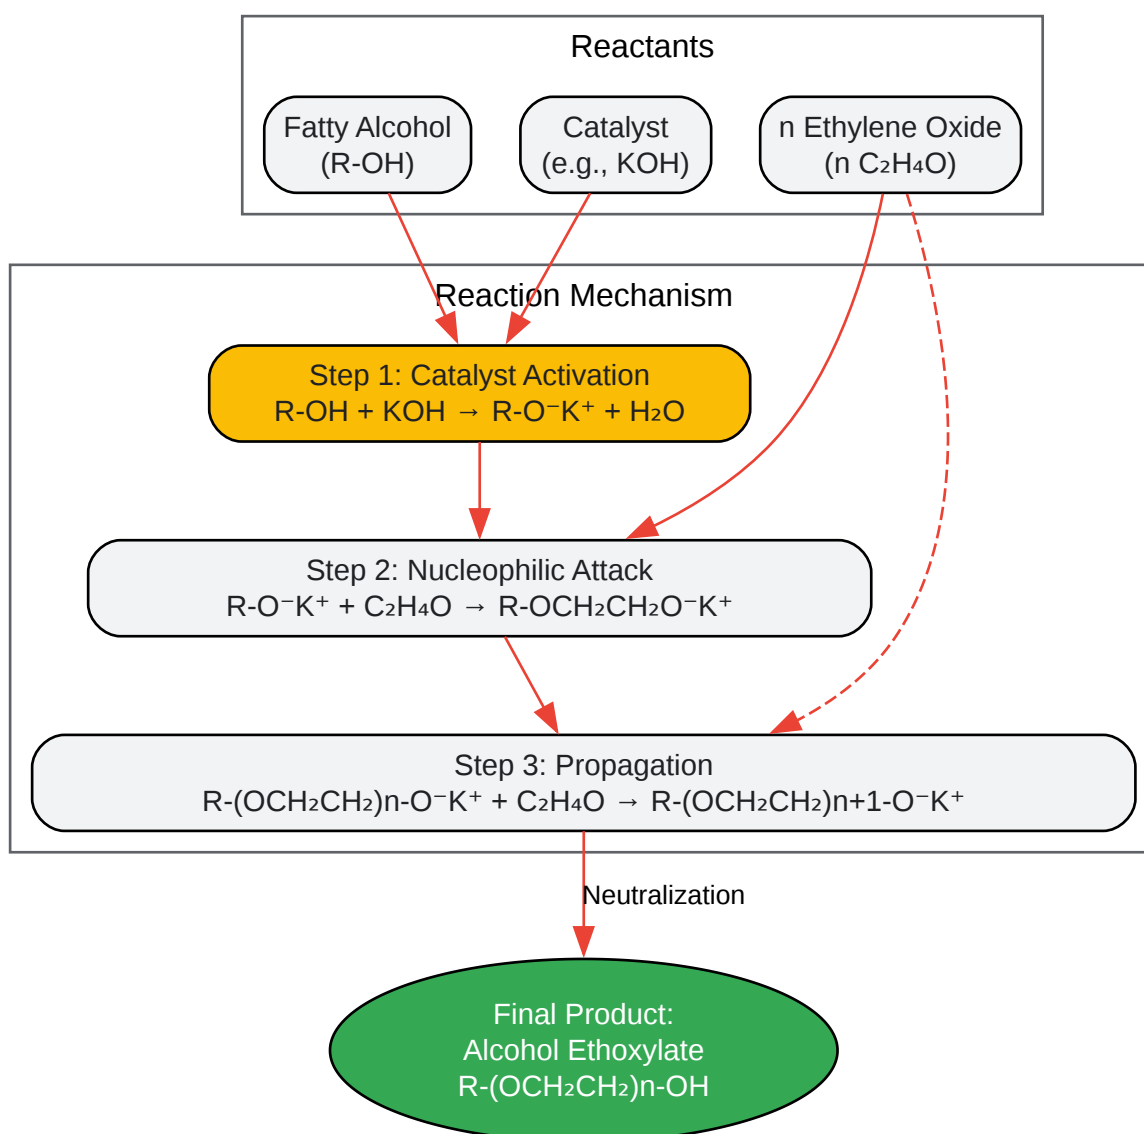 Reactants
Fatty Alcohol
(R-OH)
Catalyst
(e.g., KOH)
n Ethylene Oxide
(n C₂H₄O)
Reaction Mechanism
Step 1: Catalyst Activation
R-OH + KOH → R-O⁻K⁺ + H₂O
Step 2: Nucleophilic Attack
R-O⁻K⁺ + C₂H₄O → R-OCH₂CH₂O⁻K⁺
Step 3: Propagation
R-(OCH₂CH₂)n-O⁻K⁺ + C₂H₄O → R-(OCH₂CH₂)n+1-O⁻K⁺
Neutralization
Final Product:
Alcohol Ethoxylate
R-(OCH₂CH₂)n-OH